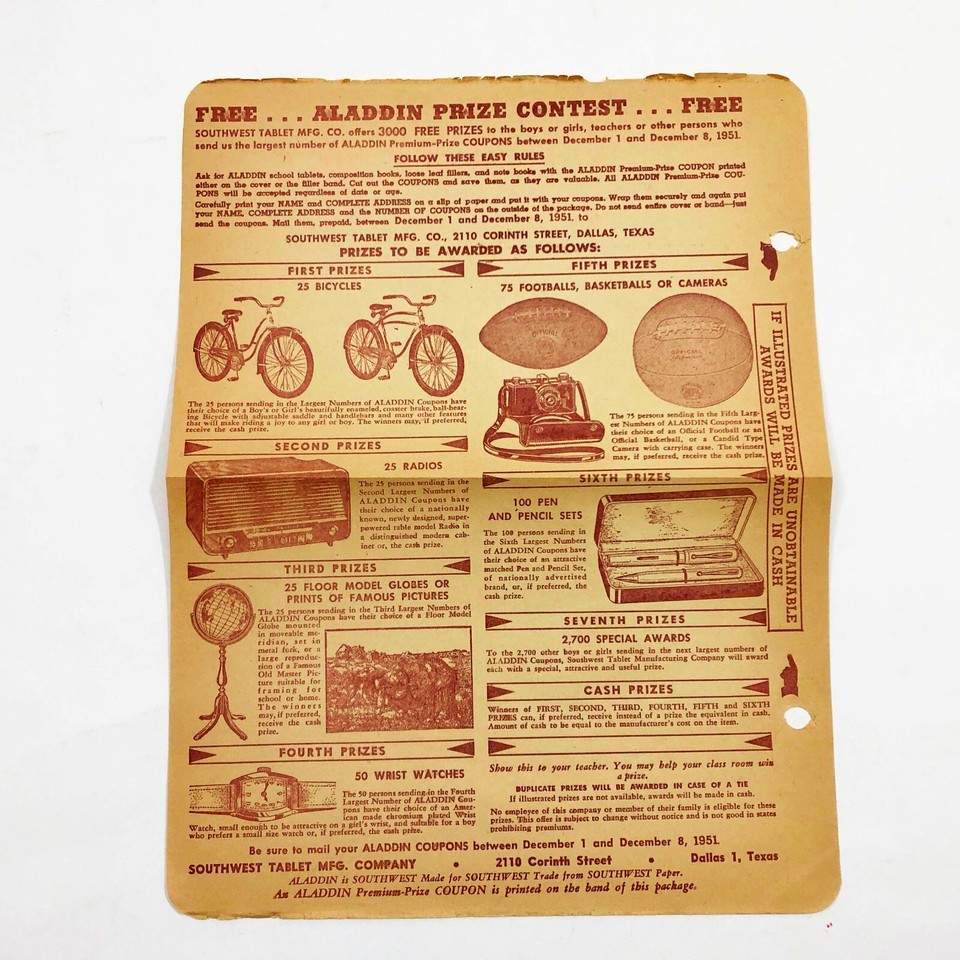 FREE . . . ALADDIN PRIZE CONTEST . . . FREE
SOUTHWEST TABLET MFG. CO. offers 3000 FREE PRIZES to the boys or girls, teachers or other persons who
send us the largest number of ALADDIN Premium-Prize COUPONS between December 1 and December 8, 1951.
FOLLOW THESE EASY RULES
Ask for ALADDIN school tablets, composition books, loose leaf fillers, and note books with the ALADDIN Premium-Prize COUPON printed
either on the cover or the filler band. Cut out the COUPONS and save them, as they are valuable. All ALADDIN Premium-Prize COU-
PONS will be accepted regardless of date or age.
Carefully print your NAME and COMPLETE ADDRESS on a slip of paper and put it with your coupons. Wrap them securely and again put
your NAME, COMPLETE ADDRESS and the NUMBER OF COUPONS on the outside of the package. Do not send entire cover or band—just
send the coupons. Mail them, prepaid, between December 1 and December 8, 1951, to
SOUTHWEST TABLET MFG. CO., 2110 CORINTH STREET, DALLAS, TEXAS
PRIZES TO BE AWARDED AS FOLLOWS:
FIRST PRIZES
25 BICYCLES
The 25 persons sending in the Largest Numbers of ALADDIN Coupons have
their choice of a Boy's or Girl's beautifully enameled, coaster brake, ball-bear-
ing Bicycle with adjustable saddle and handlebars and many other features
that will make riding a joy to any girl or boy. The winners may, if preferred,
receive the cash prize.
SECOND PRIZES
25 RADIOS
The 25 persons sending in the
Second Largest Numbers of
ALADDIN Coupons have
their choice of a nationally
known, newly designed, super-
powered table model Radio in
a distinguished modern cab-
inet or, the cash prize.
THIRD PRIZES
25 FLOOR MODEL GLOBES OR
PRINTS OF FAMOUS PICTURES
The 25 persons sending in the Third Largest Numbers of
ALADDIN Coupons have their choice of a Floor Model
Globe mounted
in moveable me-
ridian, set in
metal fork, or a
large reproduc-
tion of a Famous
Old Master Pic-
ture suitable for
framing for
school or home.
The winners
may, if preferred,
receive the cash
prize.
FOURTH PRIZES
50 WRIST WATCHES
The 50 persons sending in the Fourth
Largest Number of ALADDIN Cou-
pons have their choice of an Amer-
ican made chromium plated Wrist
Watch, small enough to be attractive on a girl's wrist, and suitable for a boy
who prefers a small size watch or, if preferred, the cash prize.
FIFTH PRIZES
75 FOOTBALLS, BASKETBALLS OR CAMERAS
OFFICIAL
OFFICIAL
The 75 persons sending in the Fifth Larg-
est Numbers of ALADDIN Coupons have
their choice of an Official Football or an
Official Basketball, or a Candid Type
Camera with carrying case. The winners
may, if preferred, receive the cash prize.
SIXTH PRIZES
100 PEN
AND PENCIL SETS
The 100 persons sending in
the Sixth Largest Numbers
of ALADDIN Coupons have
their choice of an attractive
matched Pen and Pencil Set,
of nationally advertised
brand, or, if preferred, the
cash prize.
SEVENTH PRIZES
2,700 SPECIAL AWARDS
To the 2,700 other boys or girls sending in the next largest numbers of
ALADDIN Coupons, Southwest Tablet Manufacturing Company will award
each with a special, attractive and useful prize.
CASH PRIZES
Winners of FIRST, SECOND, THIRD, FOURTH, FIFTH and SIXTH
PRIZES can, if preferred, receive instead of a prize the equivalent in cash.
Amount of cash to be equal to the manufacturer's cost on the item.
Show this to your teacher. You may help your class room win
a prize.
DUPLICATE PRIZES WILL BE AWARDED IN CASE OF A TIE
If illustrated prizes are not available, awards will be made in cash.
No employee of this company or member of their family is eligible for these
prizes. This offer is subject to change without notice and is not good in states
prohibiting premiums.
IF ILLUSTRATED PRIZES ARE UNOBTAINABLE
AWARDS WILL BE MADE IN CASH
Be sure to mail your ALADDIN COUPONS between December 1 and December 8, 1951.
SOUTHWEST TABLET MFG. COMPANY • 2110 Corinth Street • Dallas 1, Texas
ALADDIN is SOUTHWEST Made for SOUTHWEST Trade from SOUTHWEST Paper.
An ALADDIN Premium-Prize COUPON is printed on the band of this package.